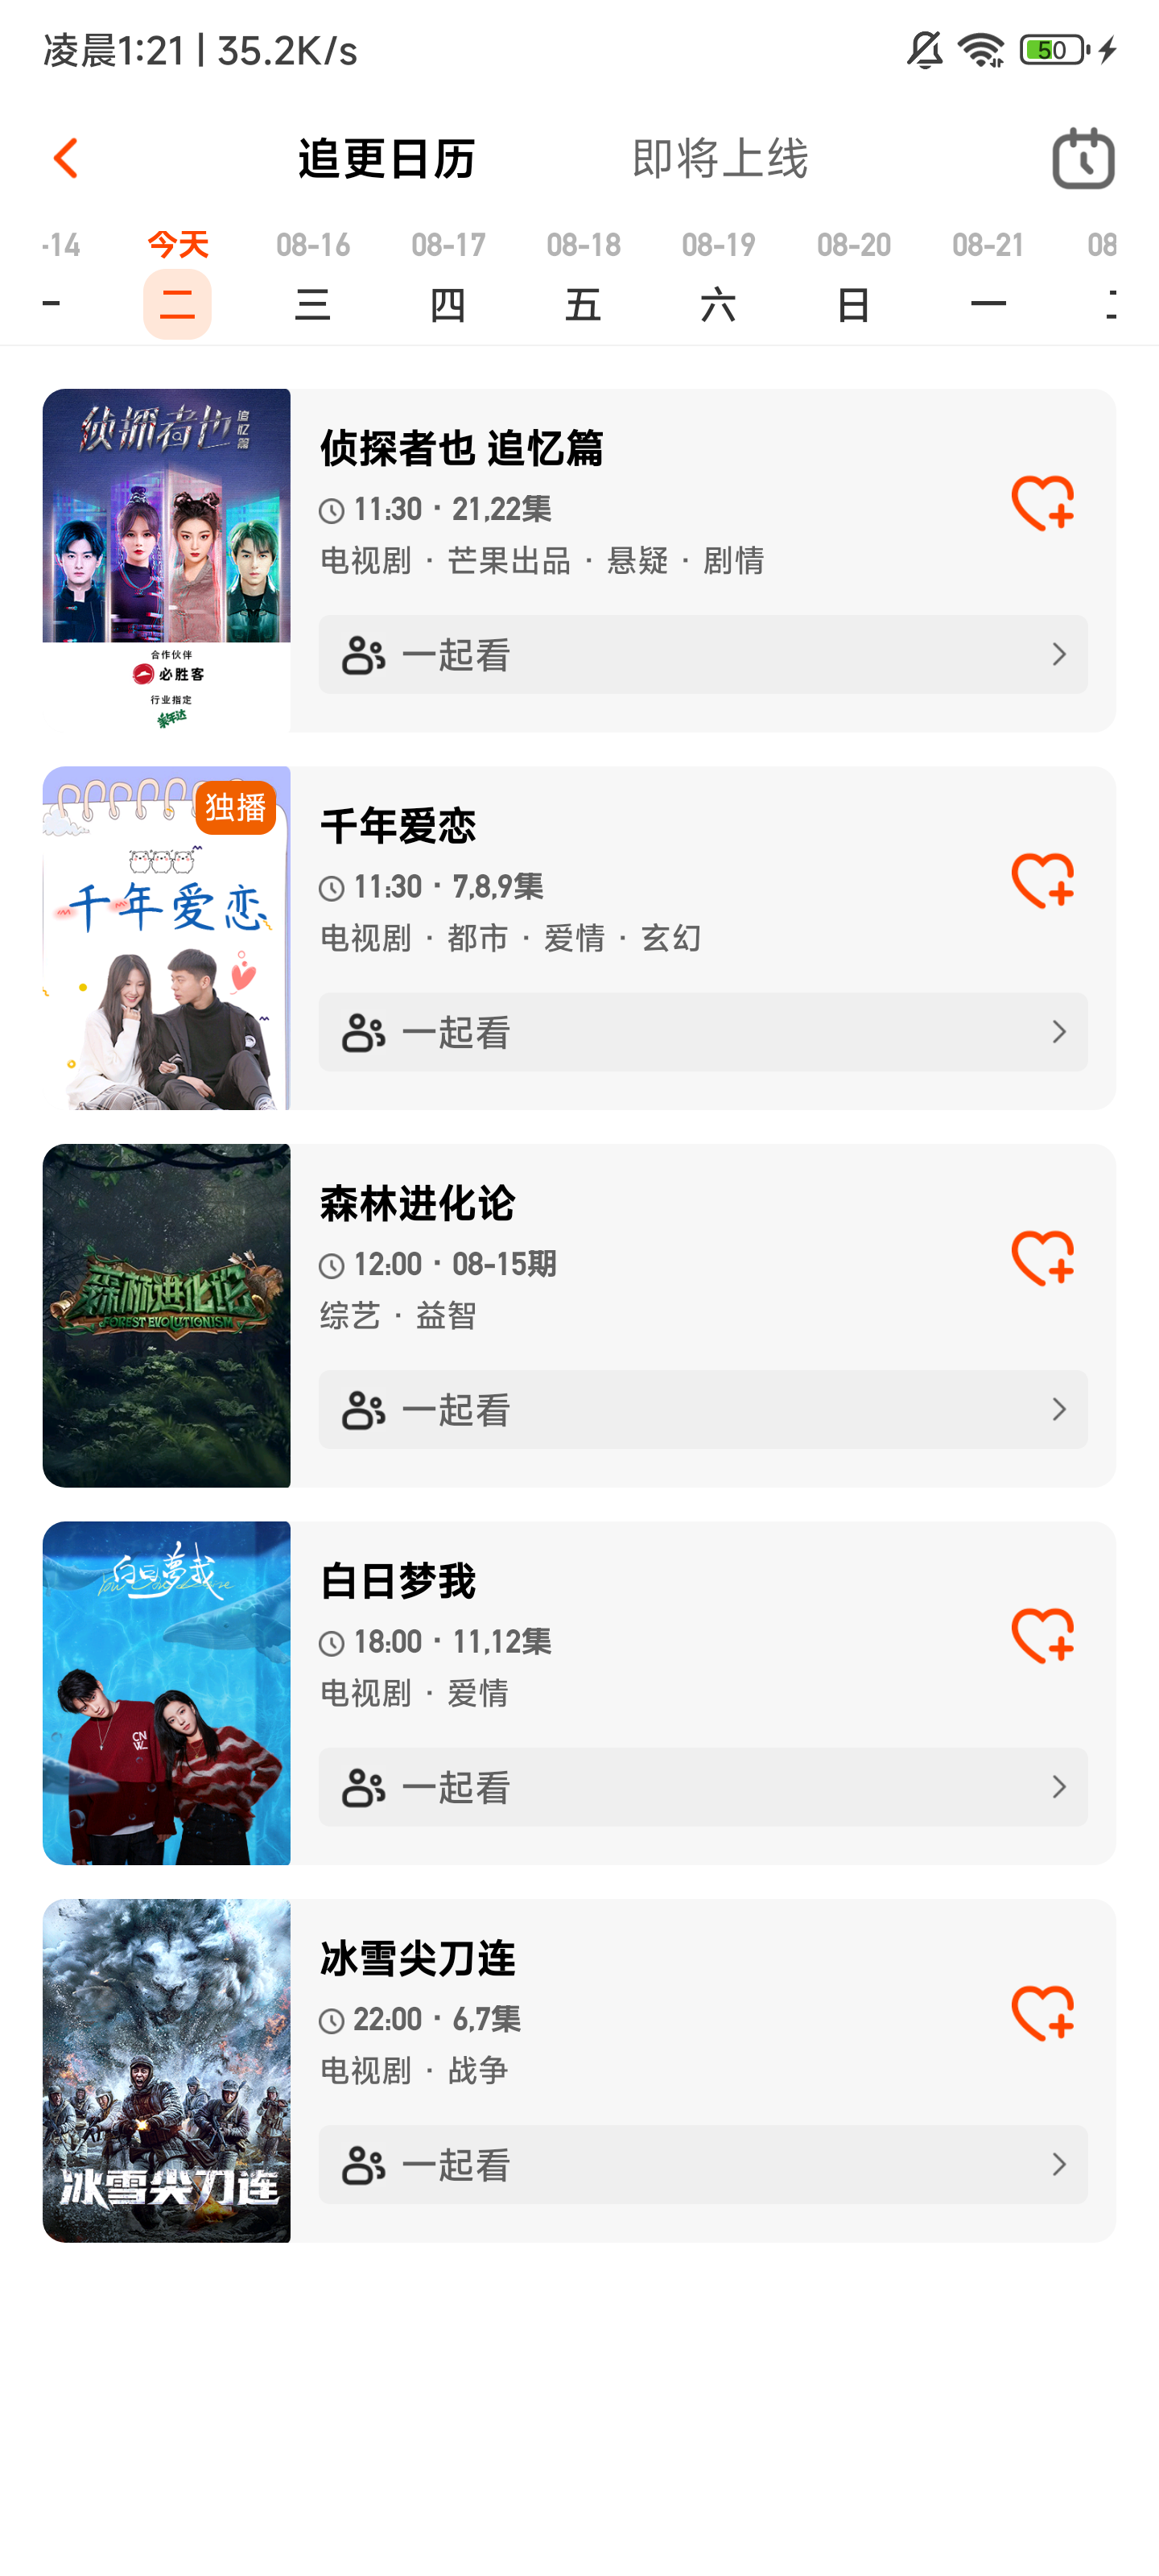 凌晨1:21 | 35.2K/s
50
追更日历
即将上线
-14
今天
08-16
08-17
08-18
08-19
08-20
08-21
08
一
二
三
四
五
六
日
一
侦探者也 追忆篇
合作伙伴
必胜客
行业指定
亲年达
侦探者也 追忆篇
11:30 · 21,22集
电视剧 · 芒果出品 · 悬疑 · 剧情
一起看
独播
千年爱恋
千年爱恋
11:30 · 7,8,9集
电视剧 · 都市 · 爱情 · 玄幻
一起看
森林进化论
FOREST EVOLUTIONISM
森林进化论
12:00 · 08-15期
综艺 · 益智
一起看
白日夢我
CN
W
白日梦我
18:00 · 11,12集
电视剧 · 爱情
一起看
冰雪尖刀连
冰雪尖刀连
22:00 · 6,7集
电视剧 · 战争
一起看